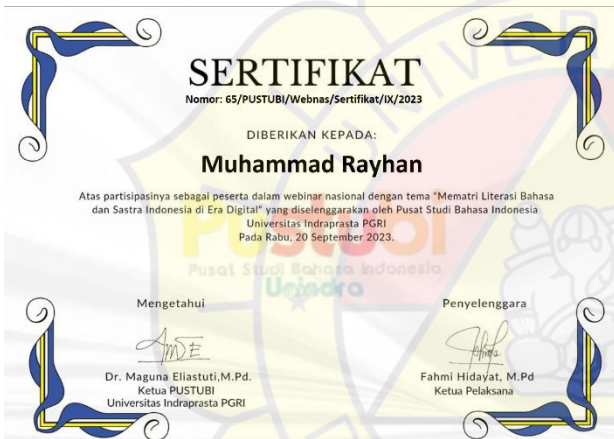 SERTIFIKAT
Nomor: 65/PUSTUBI/Webnas/Sertifikat/IX/2023
DIBERIKAN KEPADA:
Muhammad Rayhan
Atas partisipasinya sebagai peserta dalam webinar nasional dengan tema "Mematri Literasi Bahasa
dan Sastra Indonesia di Era Digital" yang diselenggarakan oleh Pusat Studi Bahasa Indonesia
Universitas Indraprasta PGRI
Pada Rabu, 20 September 2023.
Pustubi
Pusat Studi Bahasa Indonesia
Unindra
Mengetahui
Penyelenggara
Dr. Maguna Eliastuti,M.Pd.
Ketua PUSTUBI
Universitas Indraprasta PGRI
Fahmi Hidayat, M.Pd
Ketua Pelaksana